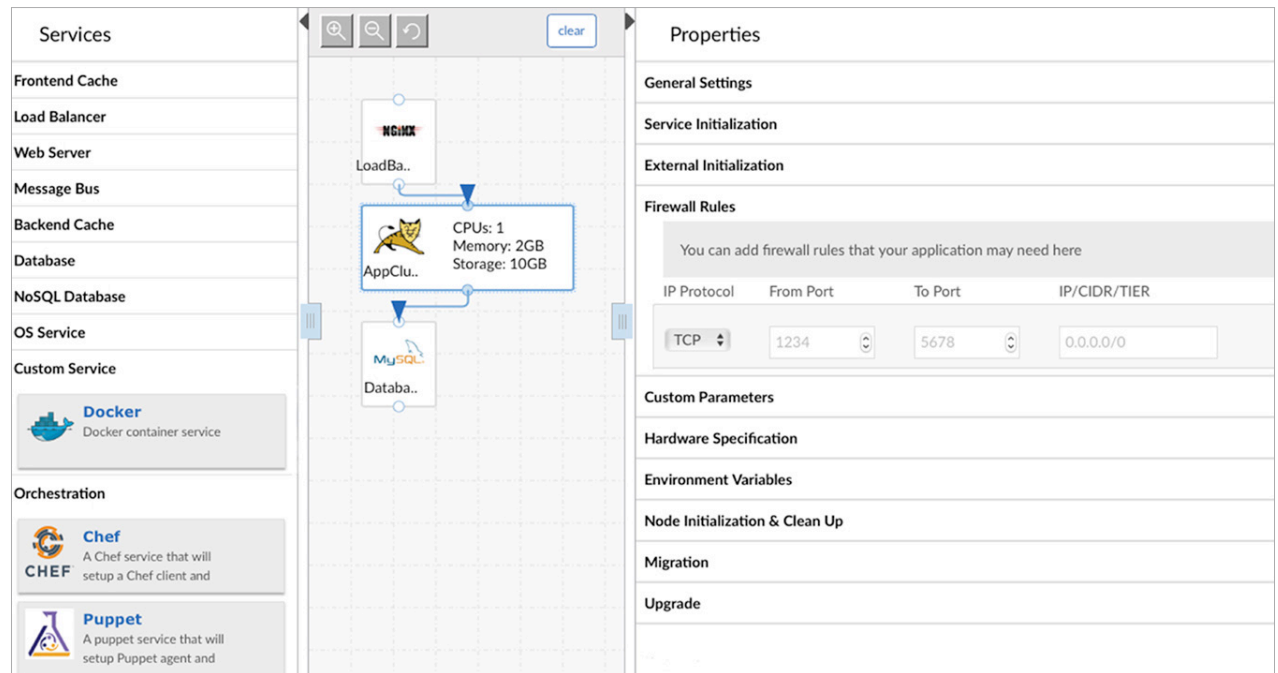 Services
Frontend Cache
Load Balancer
Web Server
Message Bus
Backend Cache
Database
NoSQL Database
OS Service
Custom Service
Docker
Docker container service
Orchestration
CHEF
Chef
A Chef service that will
setup a Chef client and
Puppet
A puppet service that will
setup Puppet agent and
clear
NGINX
LoadBa..
AppClu..
CPUs: 1
Memory: 2GB
Storage: 10GB
MySQL
Databa..
Properties
General Settings
Service Initialization
External Initialization
Firewall Rules
You can add firewall rules that your application may need here
IP Protocol From Port To Port IP/CIDR/TIER
TCP 1234 5678 0.0.0.0/0
Custom Parameters
Hardware Specification
Environment Variables
Node Initialization & Clean Up
Migration
Upgrade